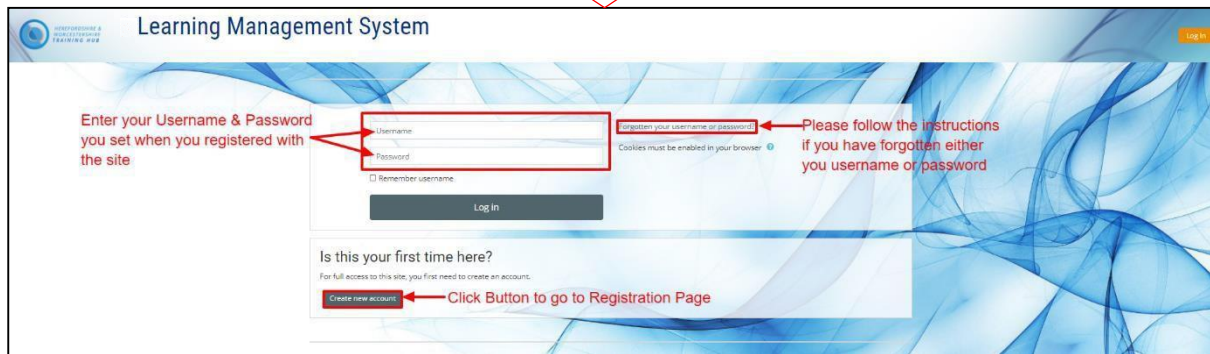 HEREFORDSHIRE &
WORCESTERSHIRE
TRAINING HUB
Learning Management System
Log In
Enter your Username & Password
you set when you registered with
the site
Username
Password
Remember username
Log in
Forgotten your username or password?
Cookies must be enabled in your browser
Please follow the instructions
if you have forgotten either
you username or password
Is this your first time here?
For full access to this site, you first need to create an account.
Create new account
Click Button to go to Registration Page